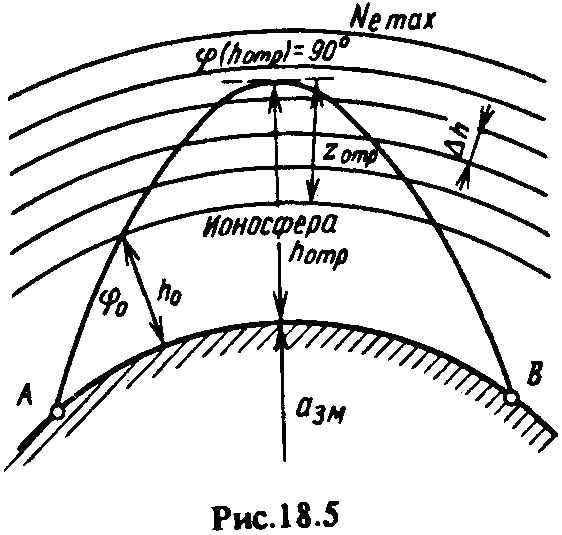 Ne max
φ(hотр) = 90°
Δh
zотр
Ионосфера
hотр
φ₀
h₀
A
B
aзм
Рис.18.5